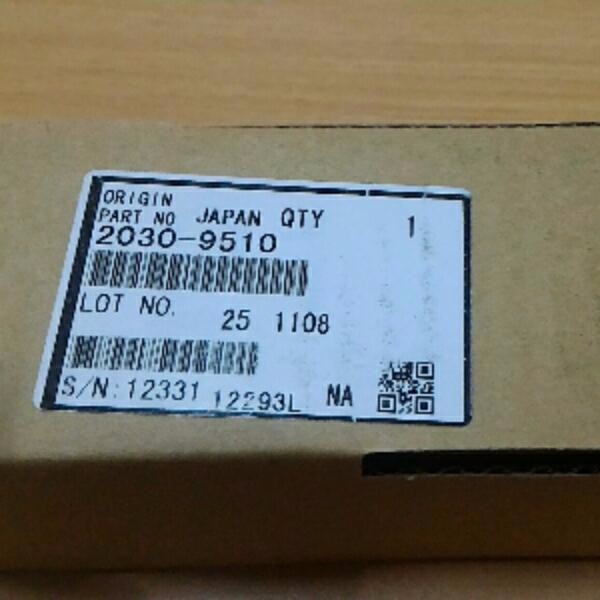 ORIGIN
PART NO JAPAN QTY 1
2030-9510
LOT NO. 25 1108
S/N: 12331 12293L NA